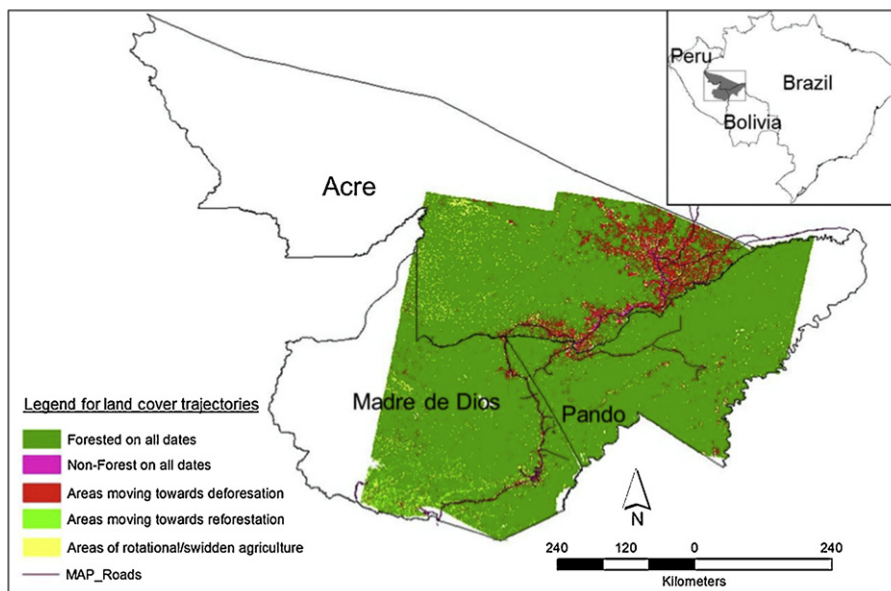 Peru
Brazil
Bolivia
Acre
Madre de Dios
Pando
Legend for land cover trajectories
Forested on all dates
Non-Forest on all dates
Areas moving towards deforesation
Areas moving towards reforestation
Areas of rotational/swidden agriculture
MAP_Roads
N
240 120 0 240
Kilometers